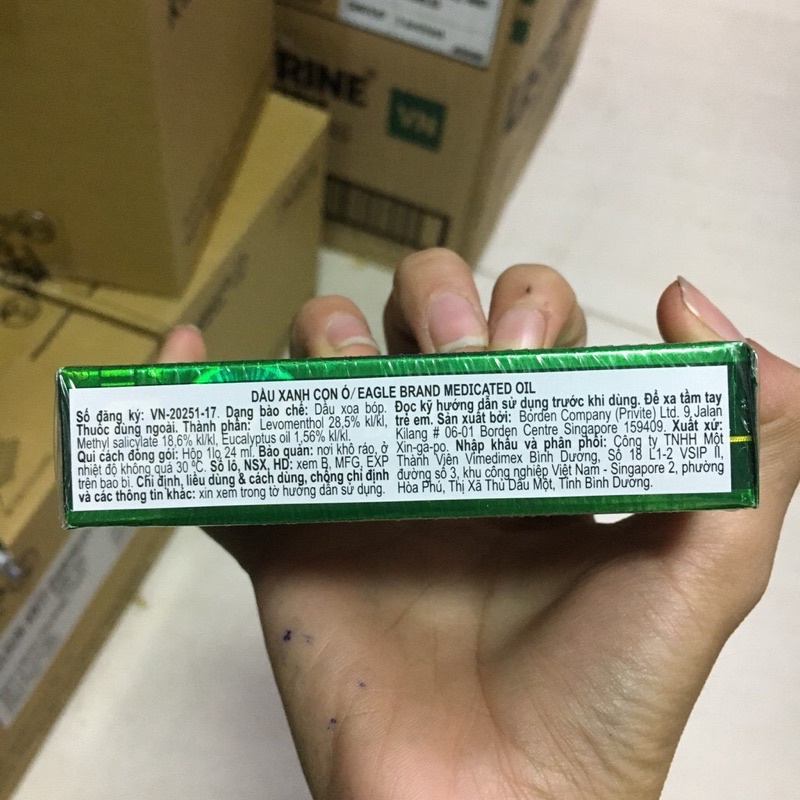 RINE
VN
DẦU XANH CON Ó/ EAGLE BRAND MEDICATED OIL
Số đăng ký: VN-20251-17. Dạng bào chế: Dầu xoa bóp.
Thuốc dùng ngoài. Thành phần: Levomenthol 28,5% kl/kl,
Methyl salicylate 18,6% kl/kl, Eucalyptus oil 1,56% kl/kl.
Qui cách đóng gói: Hộp 1lọ 24 ml. Bảo quản: nơi khô ráo, ở
nhiệt độ không quá 30 ºC. Số lô, NSX, HD: xem B, MFG, EXP
trên bao bì. Chỉ định, liều dùng & cách dùng, chống chỉ định
và các thông tin khác: xin xem trong tờ hướng dẫn sử dụng.
Đọc kỹ hướng dẫn sử dụng trước khi dùng. Để xa tầm tay
trẻ em. Sản xuất bởi: Borden Company (Privite) Ltd. 9 Jalan
Kilang # 06-01 Borden Centre Singapore 159409. Xuất xứ:
Xin-ga-po. Nhập khẩu và phân phối: Công ty TNHH Một
Thành Viên Vimedimex Bình Dương, Số 18 L1-2 VSIP II,
đường số 3, khu công nghiệp Việt Nam - Singapore 2, phường
Hòa Phú, Thị Xã Thủ Dầu Một, Tỉnh Bình Dương.